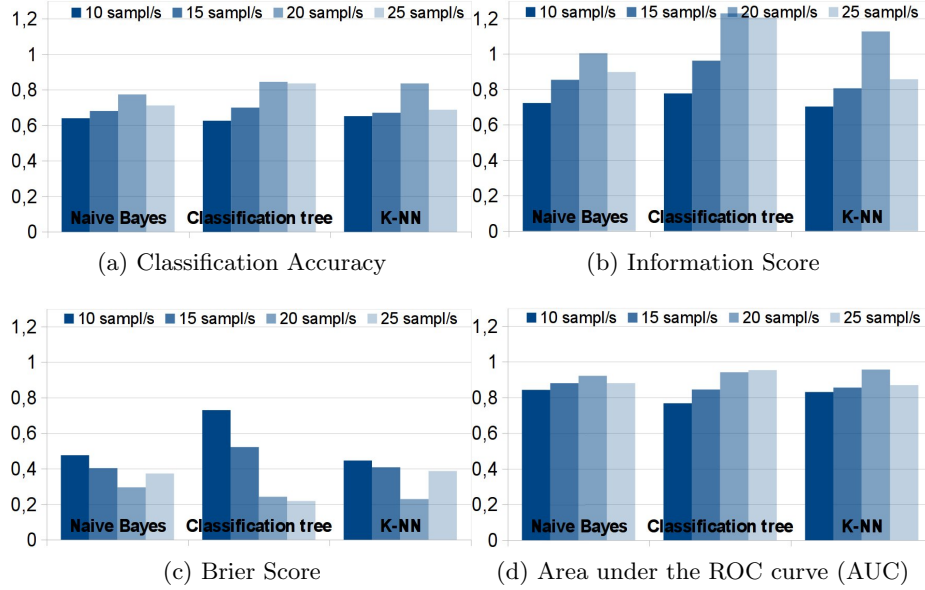 10 sampl/s 15 sampl/s 20 sampl/s 25 sampl/s
1,2
1
0,8
0,6
0,4
0,2
0
Naive Bayes Classification tree K-NN
(a) Classification Accuracy
10 sampl/s 15 sampl/s 20 sampl/s 25 sampl/s
1,2
1
0,8
0,6
0,4
0,2
0
Naive Bayes Classification tree K-NN
(b) Information Score
10 sampl/s 15 sampl/s 20 sampl/s 25 sampl/s
1,2
1
0,8
0,6
0,4
0,2
0
Naive Bayes Classification tree K-NN
(c) Brier Score
10 sampl/s 15 sampl/s 20 sampl/s 25 sampl/s
1,2
1
0,8
0,6
0,4
0,2
0
Naive Bayes Classification tree K-NN
(d) Area under the ROC curve (AUC)